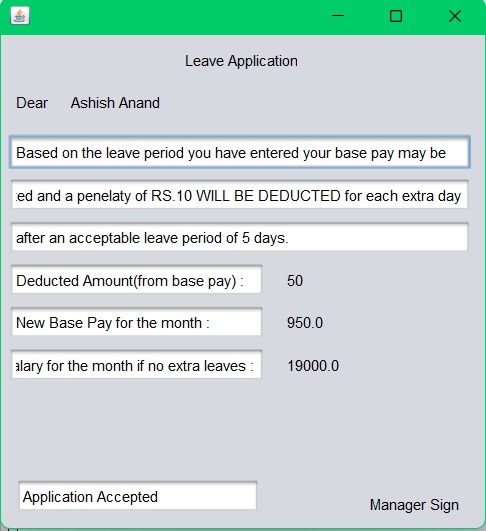 Leave Application
Dear Ashish Anand
Based on the leave period you have entered your base pay may be
and a penelaty of RS.10 WILL BE DEDUCTED for each extra day
after an acceptable leave period of 5 days.
Deducted Amount(from base pay) : 50
New Base Pay for the month : 950.0
alary for the month if no extra leaves : 19000.0
Application Accepted
Manager Sign